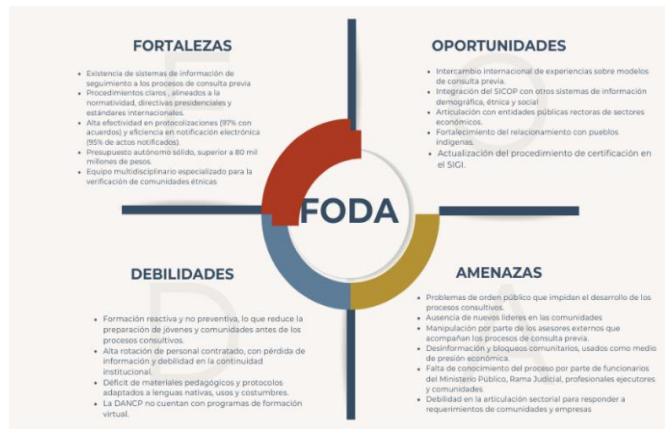 FORTALEZAS
• Existencia de sistemas de información de
seguimiento a los procesos de consulta previa
• Procedimientos claros , alineados a la
normatividad, directivas presidenciales y
estándares internacionales.
• Alta efectividad en protocolizaciones (97% con
acuerdos) y eficiencia en notificación electrónica
(95% de actos notificados).
• Presupuesto autónomo sólido, superior a 80 mil
millones de pesos.
• Equipo multidisciplinario especializado para la
verificación de comunidades étnicas
OPORTUNIDADES
• Intercambio internacional de experiencias sobre modelos
de consulta previa.
• Integración del SICOP con otros sistemas de información
demográfica, étnica y social
• Articulación con entidades públicas rectoras de sectores
económicos.
• Fortalecimiento del relacionamiento con pueblos
indígenas.
• Actualización del procedimiento de certificación en
el SIGI.
FODA
DEBILIDADES
• Formación reactiva y no preventiva, lo que reduce la
preparación de jóvenes y comunidades antes de los
procesos consultivos.
• Alta rotación de personal contratado, con pérdida de
información y debilidad en la continuidad
institucional.
• Déficit de materiales pedagógicos y protocolos
adaptados a lenguas nativas, usos y costumbres.
• La DANCP no cuentan con programas de formación
virtual.
AMENAZAS
• Problemas de orden público que impidan el desarrollo de los
procesos consultivos.
• Ausencia de nuevos líderes en las comunidades
• Manipulación por parte de los asesores externos que
acompañan los procesos de consulta previa.
• Desinformación y bloqueos comunitarios, usados como medio
de presión económica.
• Falta de conocimiento del proceso por parte de funcionarios
del Ministerio Público, Rama Judicial, profesionales ejecutores
y comunidades
• Debilidad en la articulación sectorial para responder a
requerimientos de comunidades y empresas
F
O
D
A